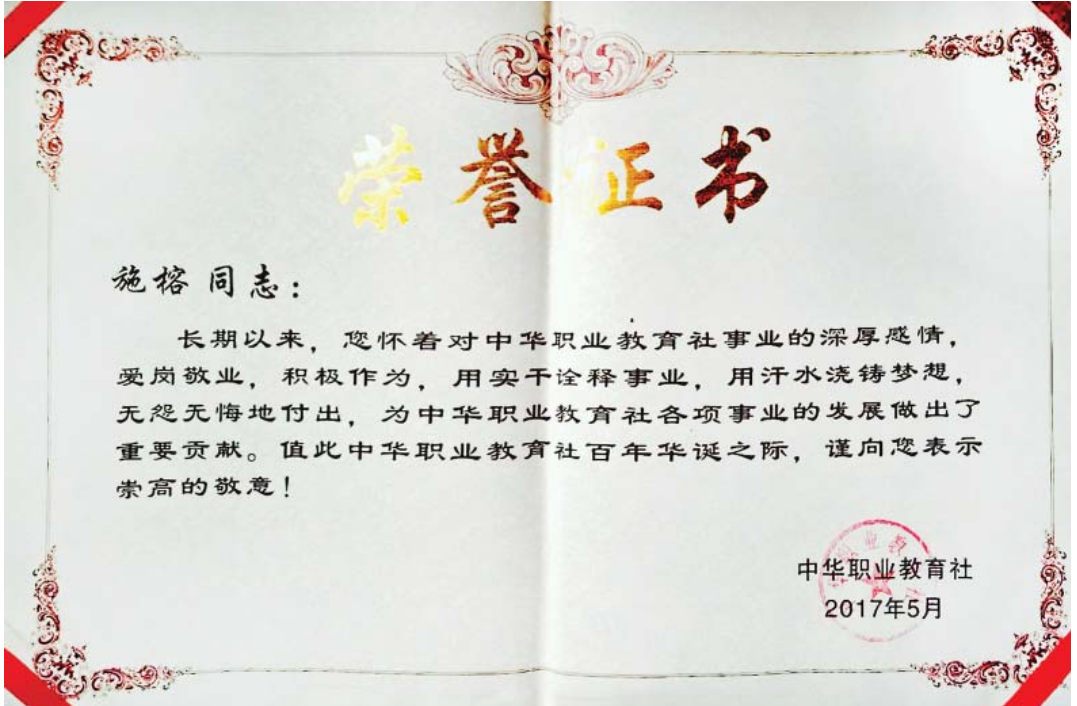 荣誉证书
施榕 同志：
长期以来，您怀着对中华职业教育社事业的深厚感情，
爱岗敬业，积极作为，用实干诠释事业，用汗水浇铸梦想，
无怨无悔地付出，为中华职业教育社各项事业的发展做出了
重要贡献。值此中华职业教育社百年华诞之际，谨向您表示
崇高的敬意！
中华职业教育社
2017年5月